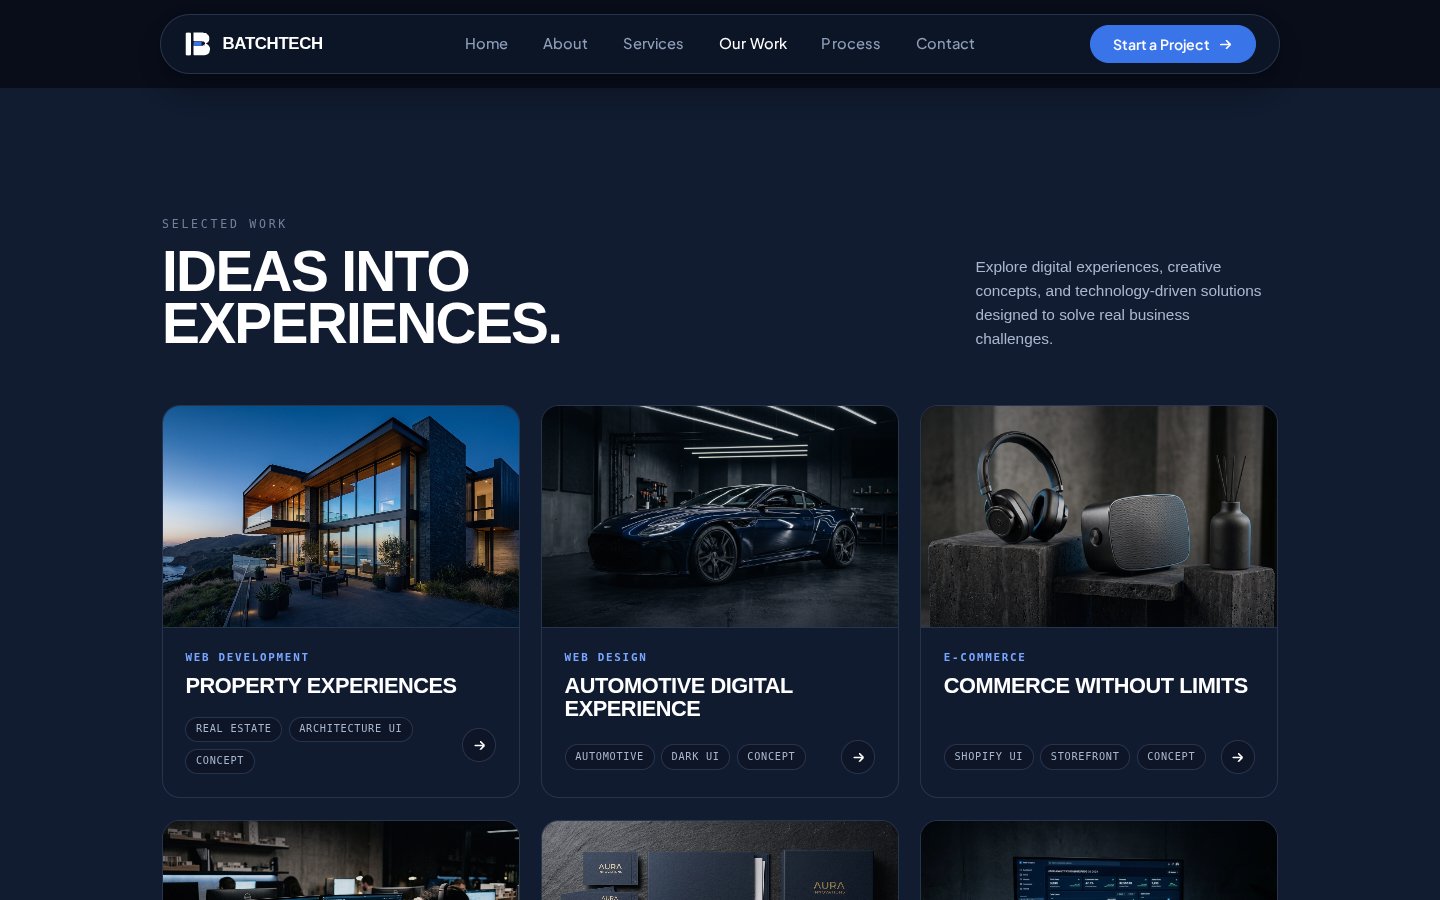 BATCHTECH
Home
About
Services
Our Work
Process
Contact
Start a Project
SELECTED WORK
IDEAS INTO
EXPERIENCES.
Explore digital experiences, creative
concepts, and technology-driven solutions
designed to solve real business
challenges.
WEB DEVELOPMENT
PROPERTY EXPERIENCES
REAL ESTATE
ARCHITECTURE UI
CONCEPT
WEB DESIGN
AUTOMOTIVE DIGITAL
EXPERIENCE
AUTOMOTIVE
DARK UI
CONCEPT
E-COMMERCE
COMMERCE WITHOUT LIMITS
SHOPIFY UI
STOREFRONT
CONCEPT
AURA
AURA
AURA